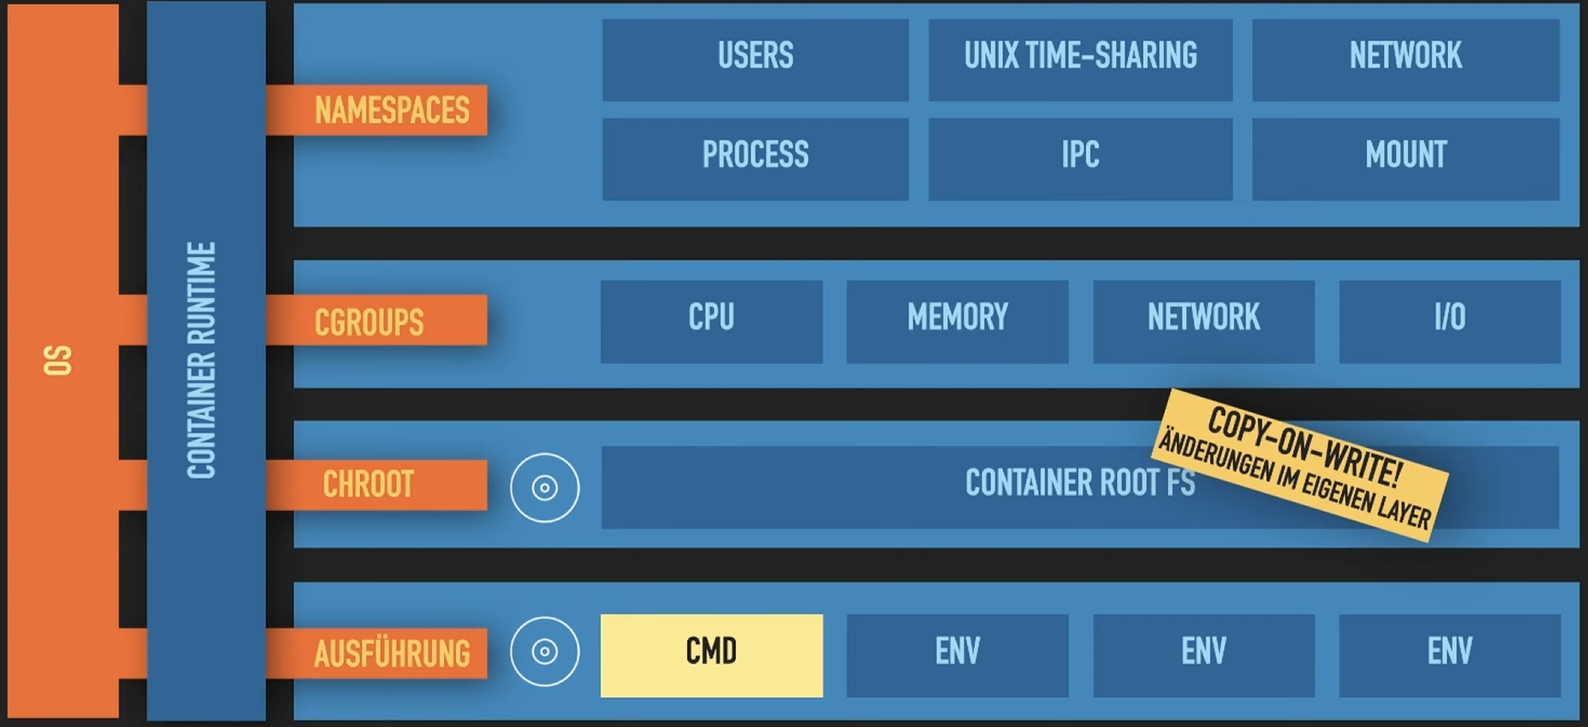 OS
CONTAINER RUNTIME
NAMESPACES
USERS
UNIX TIME-SHARING
NETWORK
PROCESS
IPC
MOUNT
CGROUPS
CPU
MEMORY
NETWORK
I/O
CHROOT
CONTAINER ROOT FS
COPY-ON-WRITE!
ÄNDERUNGEN IM EIGENEN LAYER
AUSFÜHRUNG
CMD
ENV
ENV
ENV